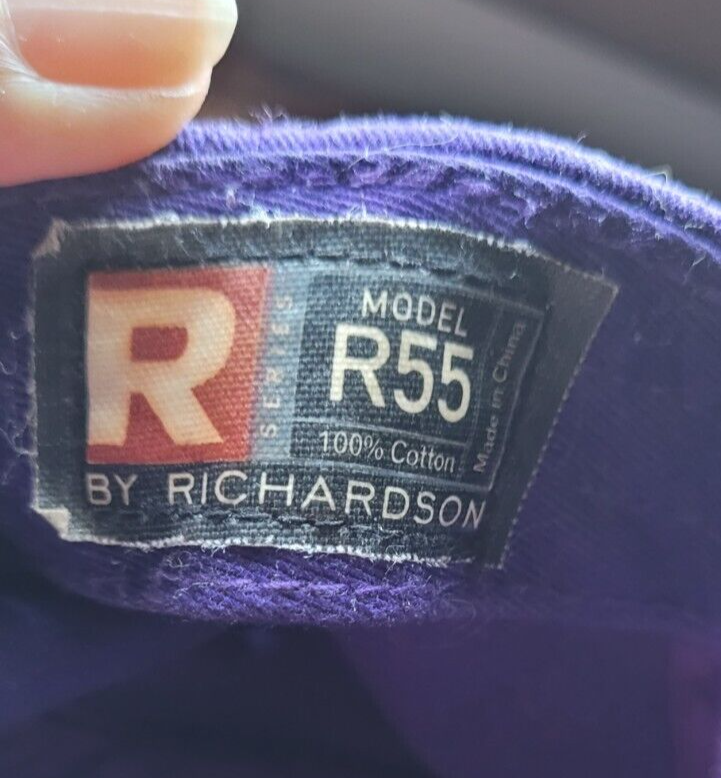 R
SERIES
MODEL
R55
100% Cotton
Made in China
BY RICHARDSON